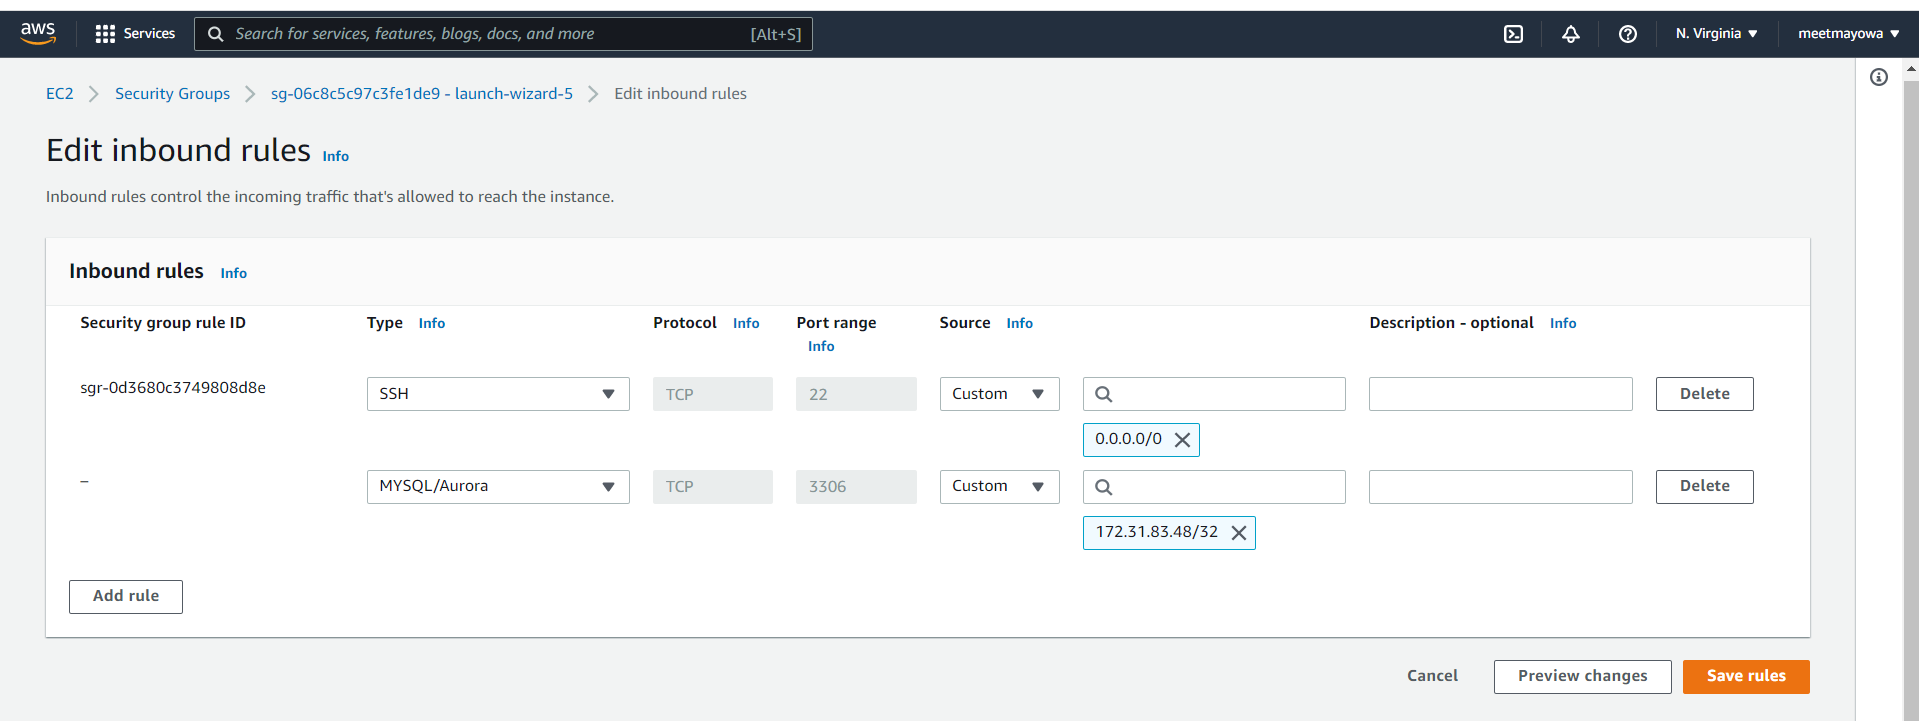 aws Services Search for services, features, blogs, docs, and more [Alt+S] N. Virginia meetmayowa
EC2 Security Groups sg-06c8c5c97c3fe1de9 - launch-wizard-5 Edit inbound rules
Edit inbound rules Info
Inbound rules control the incoming traffic that's allowed to reach the instance.
Inbound rules Info
Security group rule ID Type Info Protocol Info Port range Source Info Description - optional Info
Info
sgr-0d3680c3749808d8e SSH TCP 22 Custom Delete
0.0.0.0/0
– MYSQL/Aurora TCP 3306 Custom Delete
172.31.83.48/32
Add rule
Cancel Preview changes Save rules